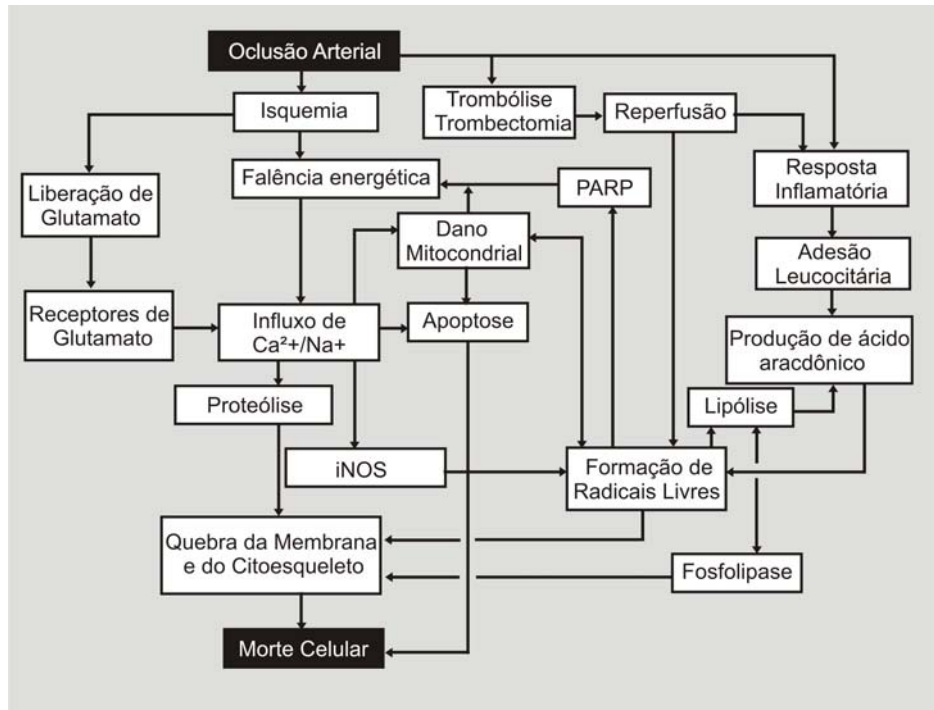 Oclusão Arterial
Isquemia
Trombólise
Trombectomia
Reperfusão
Falência energética
PARP
Resposta
Inflamatória
Liberação de
Glutamato
Dano
Mitocondrial
Adesão
Leucocitária
Receptores de
Glutamato
Influxo de
Ca²+/Na+
Apoptose
Produção de ácido
aracdônico
Proteólise
Lipólise
iNOS
Formação de
Radicais Livres
Quebra da Membrana
e do Citoesqueleto
Fosfolipase
Morte Celular